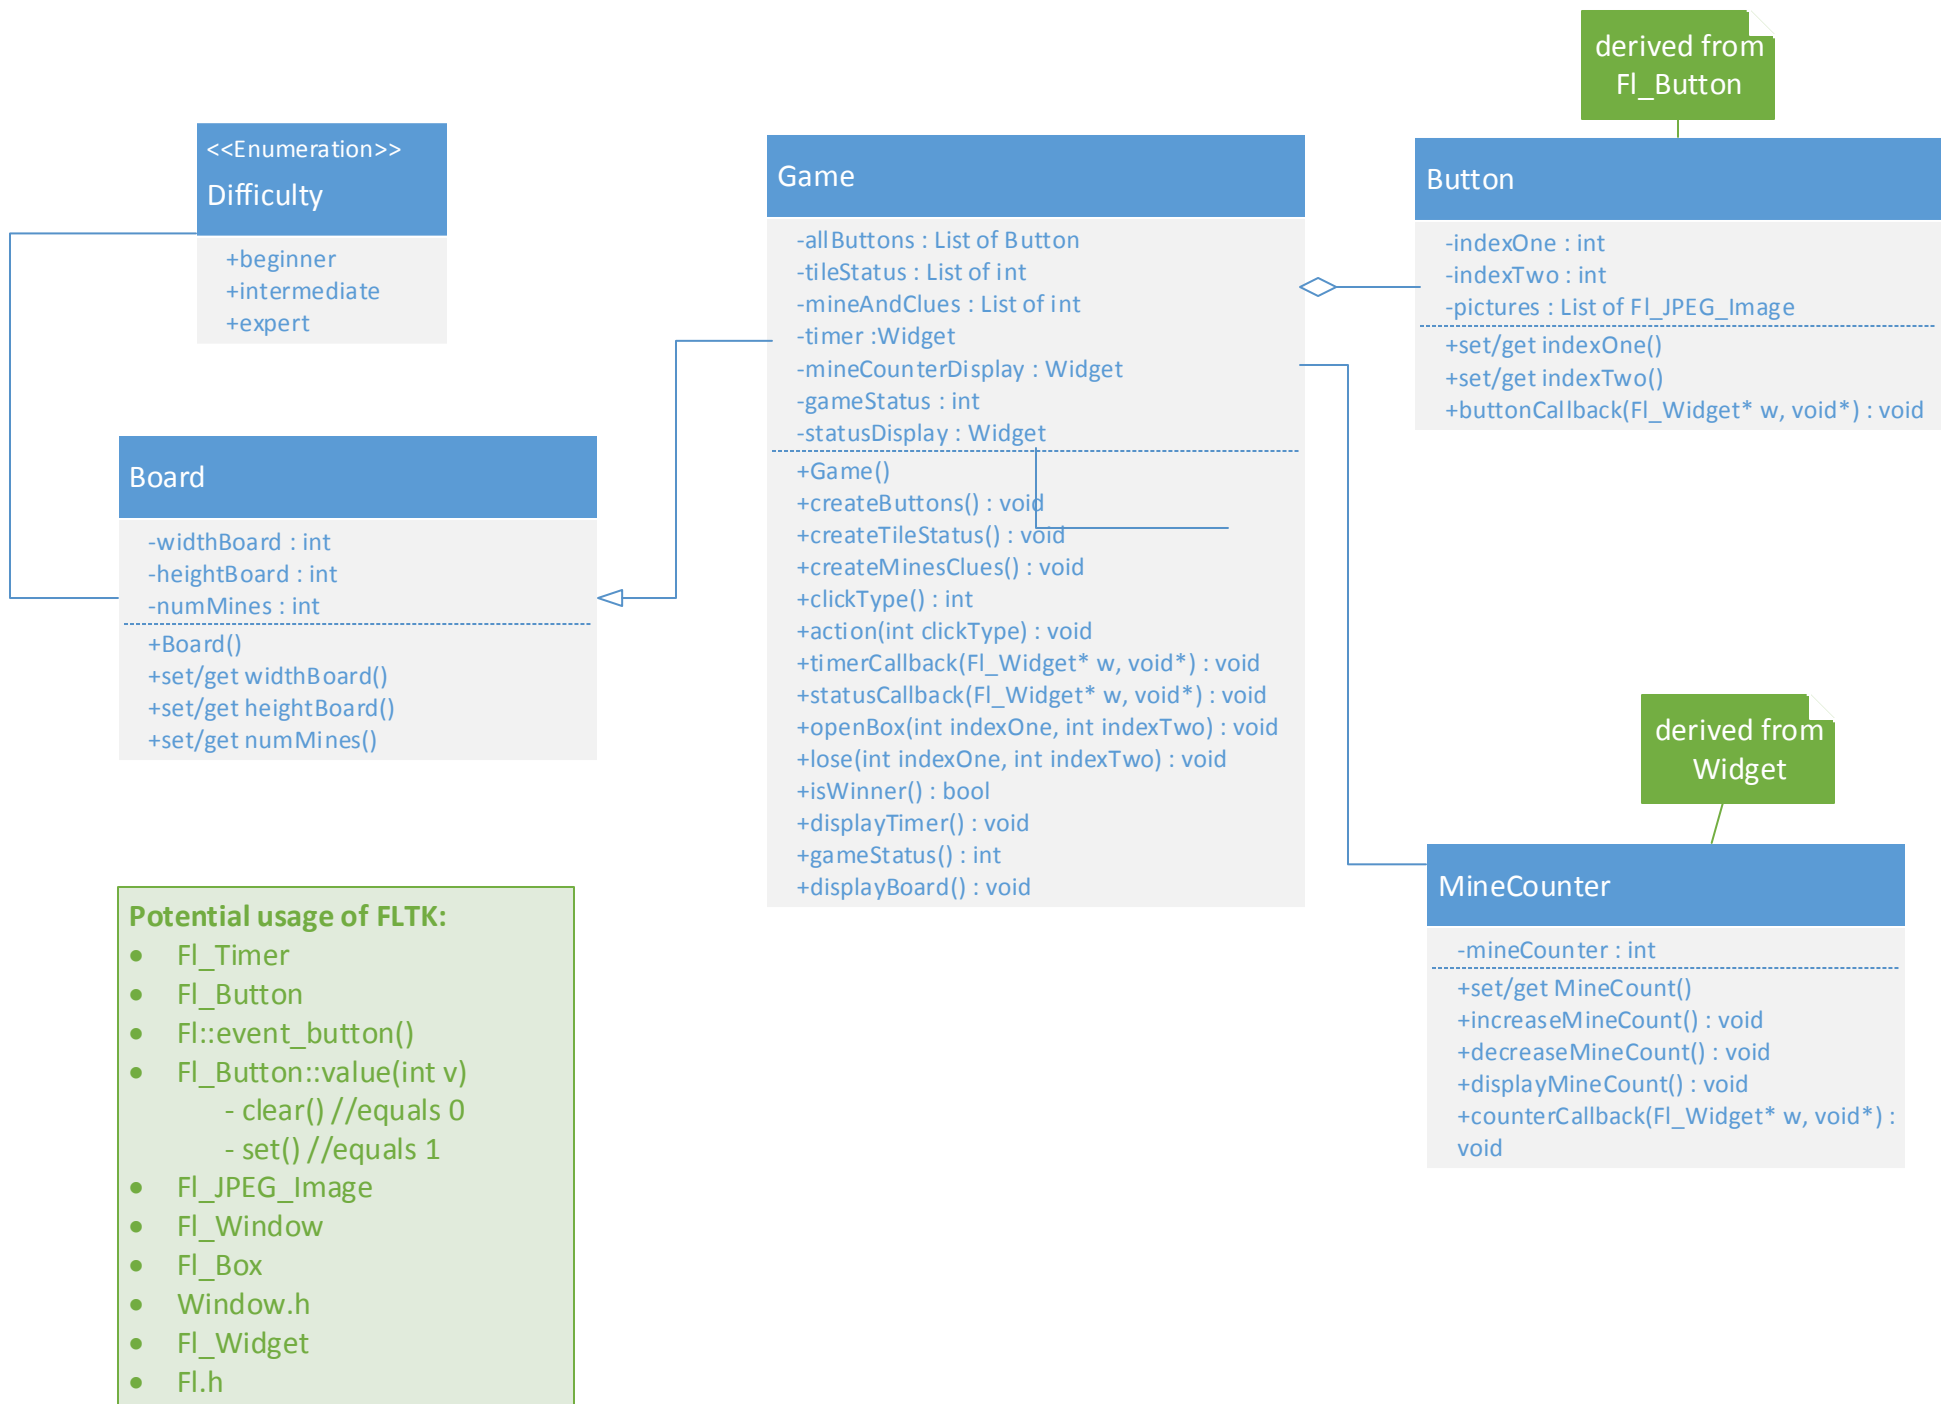 derived from
Fl_Button
<<Enumeration>>
Difficulty
+beginner
+intermediate
+expert
Game
-allButtons : List of Button
-tileStatus : List of int
-mineAndClues : List of int
-timer :Widget
-mineCounterDisplay : Widget
-gameStatus : int
-statusDisplay : Widget
+Game()
+createButtons() : void
+createTileStatus() : void
+createMinesClues() : void
+clickType() : int
+action(int clickType) : void
+timerCallback(Fl_Widget* w, void*) : void
+statusCallback(Fl_Widget* w, void*) : void
+openBox(int indexOne, int indexTwo) : void
+lose(int indexOne, int indexTwo) : void
+isWinner() : bool
+displayTimer() : void
+gameStatus() : int
+displayBoard() : void
Button
-indexOne : int
-indexTwo : int
-pictures : List of Fl_JPEG_Image
+set/get indexOne()
+set/get indexTwo()
+buttonCallback(Fl_Widget* w, void*) : void
Board
-widthBoard : int
-heightBoard : int
-numMines : int
+Board()
+set/get widthBoard()
+set/get heightBoard()
+set/get numMines()
derived from
Widget
MineCounter
-mineCounter : int
+set/get MineCount()
+increaseMineCount() : void
+decreaseMineCount() : void
+displayMineCount() : void
+counterCallback(Fl_Widget* w, void*) :
void
Potential usage of FLTK:
• Fl_Timer
• Fl_Button
• Fl::event_button()
• Fl_Button::value(int v)
- clear() //equals 0
- set() //equals 1
• Fl_JPEG_Image
• Fl_Window
• Fl_Box
• Window.h
• Fl_Widget
• Fl.h